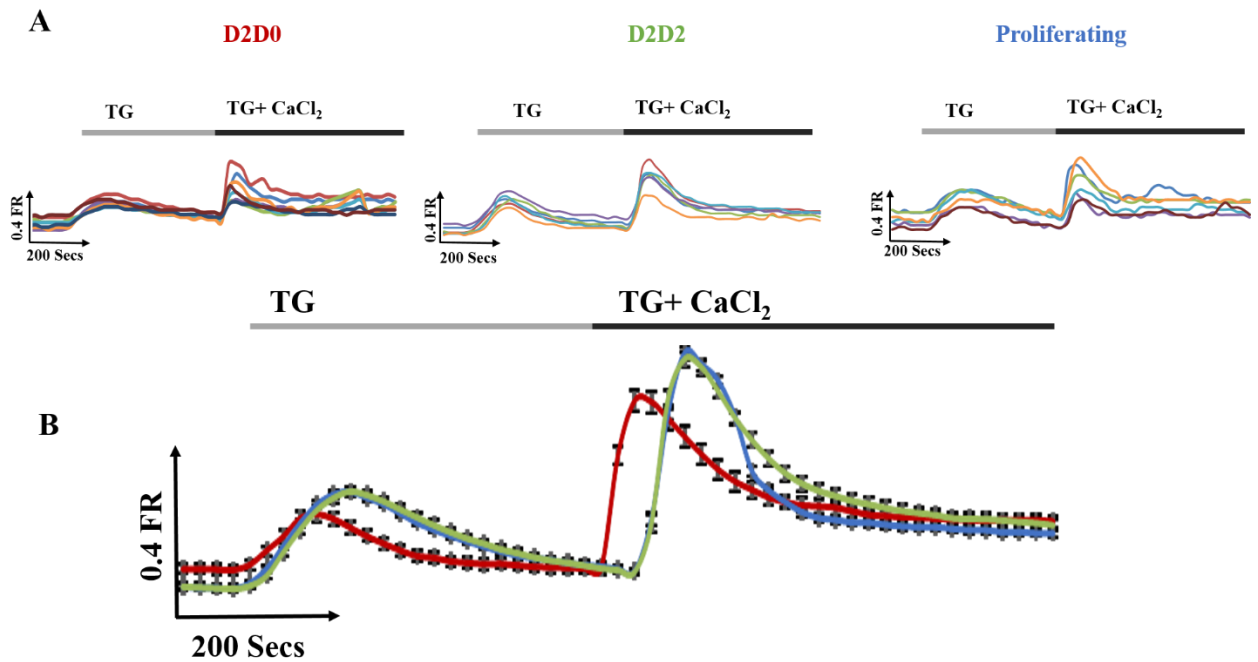 A
D2D0
D2D2
Proliferating
TG
TG+ CaCl₂
TG
TG+ CaCl₂
TG
TG+ CaCl₂
0.4 FR
200 Secs
0.4 FR
200 Secs
0.4 FR
200 Secs
TG
TG+ CaCl₂
B
0.4 FR
200 Secs